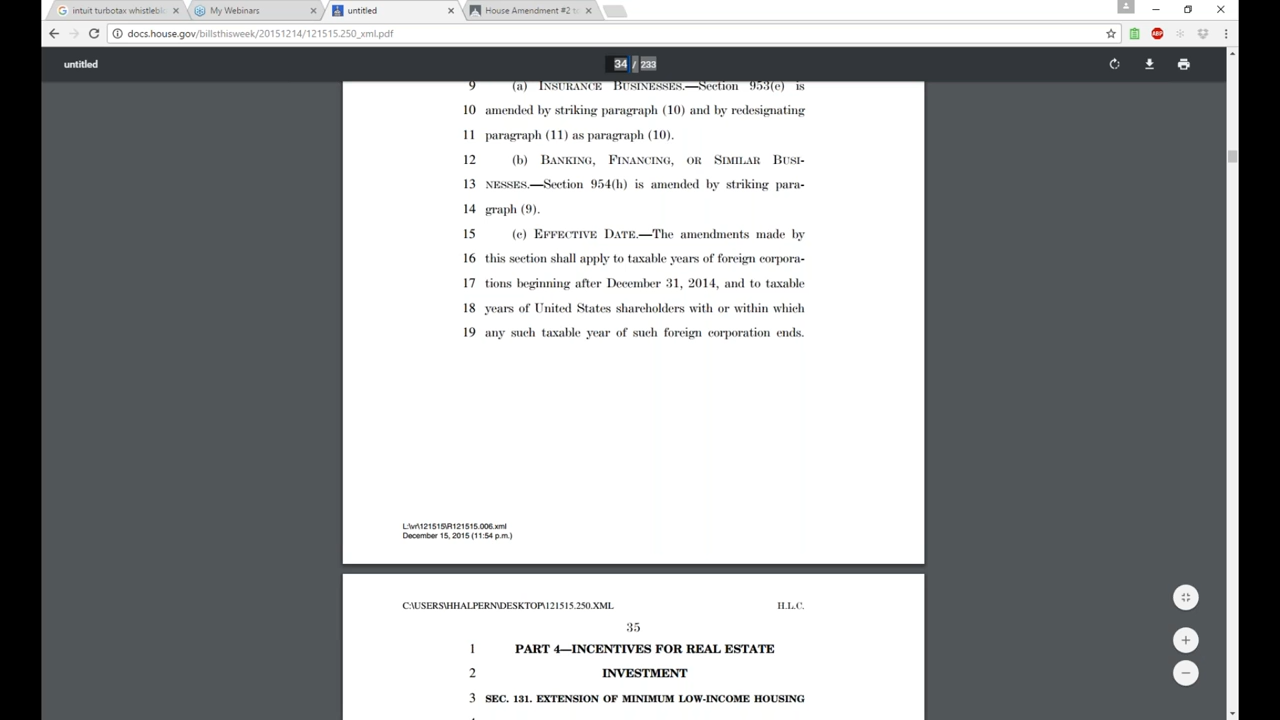 intuit turbotax whistlebl
My Webinars
untitled
House Amendment #2 t
docs.house.gov/billsthisweek/20151214/121515.250_xml.pdf
ABP
untitled
34 / 233
9 (a) INSURANCE BUSINESSES.—Section 953(e) is
10 amended by striking paragraph (10) and by redesignating
11 paragraph (11) as paragraph (10).
12 (b) BANKING, FINANCING, OR SIMILAR BUSI-
13 NESSES.—Section 954(h) is amended by striking para-
14 graph (9).
15 (c) EFFECTIVE DATE.—The amendments made by
16 this section shall apply to taxable years of foreign corpora-
17 tions beginning after December 31, 2014, and to taxable
18 years of United States shareholders with or within which
19 any such taxable year of such foreign corporation ends.
L:\vr\121515\R121515.006.xml
December 15, 2015 (11:54 p.m.)
C:\USERS\HHALPERN\DESKTOP\121515.250.XML H.L.C.
35
1 PART 4—INCENTIVES FOR REAL ESTATE
2 INVESTMENT
3 SEC. 131. EXTENSION OF MINIMUM LOW-INCOME HOUSING